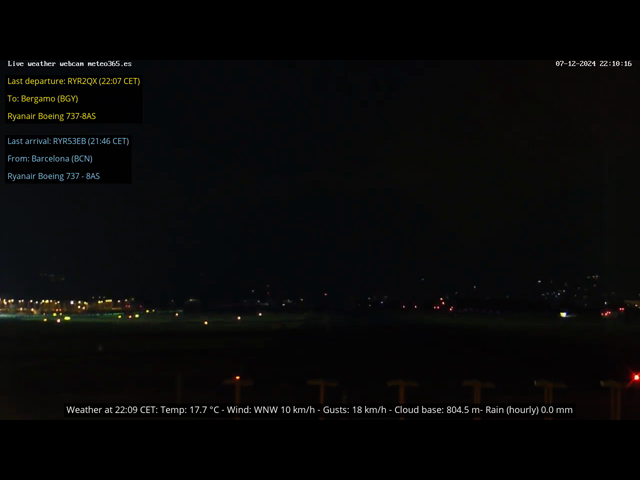 Live weather webcam meteo365.es
07-12-2024 22:10:16
Last departure: RYR2QX (22:07 CET)
To: Bergamo (BGY)
Ryanair Boeing 737-8AS
Last arrival: RYR53EB (21:46 CET)
From: Barcelona (BCN)
Ryanair Boeing 737 - 8AS
Weather at 22:09 CET: Temp: 17.7 °C - Wind: WNW 10 km/h - Gusts: 18 km/h - Cloud base: 804.5 m- Rain (hourly) 0.0 mm